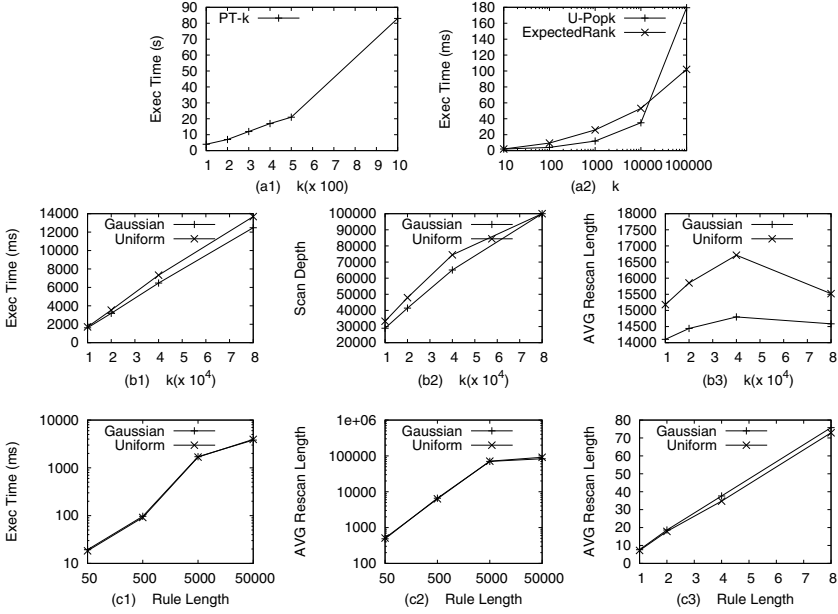 Exec Time (s)
90
80
70
60
50
40
30
20
10
0
PT-k
1 2 3 4 5 6 7 8 9 10
(a1) k(x 100)
Exec Time (ms)
180
160
140
120
100
80
60
40
20
0
U-Popk
ExpectedRank
10 100 1000 10000 100000
(a2) k
Exec Time (ms)
14000
12000
10000
8000
6000
4000
2000
0
Gaussian
Uniform
1 2 3 4 5 6 7 8
(b1) k(x 10^4)
Scan Depth
100000
90000
80000
70000
60000
50000
40000
30000
20000
Gaussian
Uniform
1 2 3 4 5 6 7 8
(b2) k(x 10^4)
AVG Rescan Length
18000
17500
17000
16500
16000
15500
15000
14500
14000
Gaussian
Uniform
1 2 3 4 5 6 7 8
(b3) k(x 10^4)
Exec Time (ms)
10000
1000
100
10
Gaussian
Uniform
50 500 5000 50000
(c1) Rule Length
AVG Rescan Length
1e+06
100000
10000
1000
100
Gaussian
Uniform
50 500 5000 50000
(c2) Rule Length
AVG Rescan Length
80
70
60
50
40
30
20
10
0
Gaussian
Uniform
1 2 3 4 5 6 7 8
(c3) Rule Length